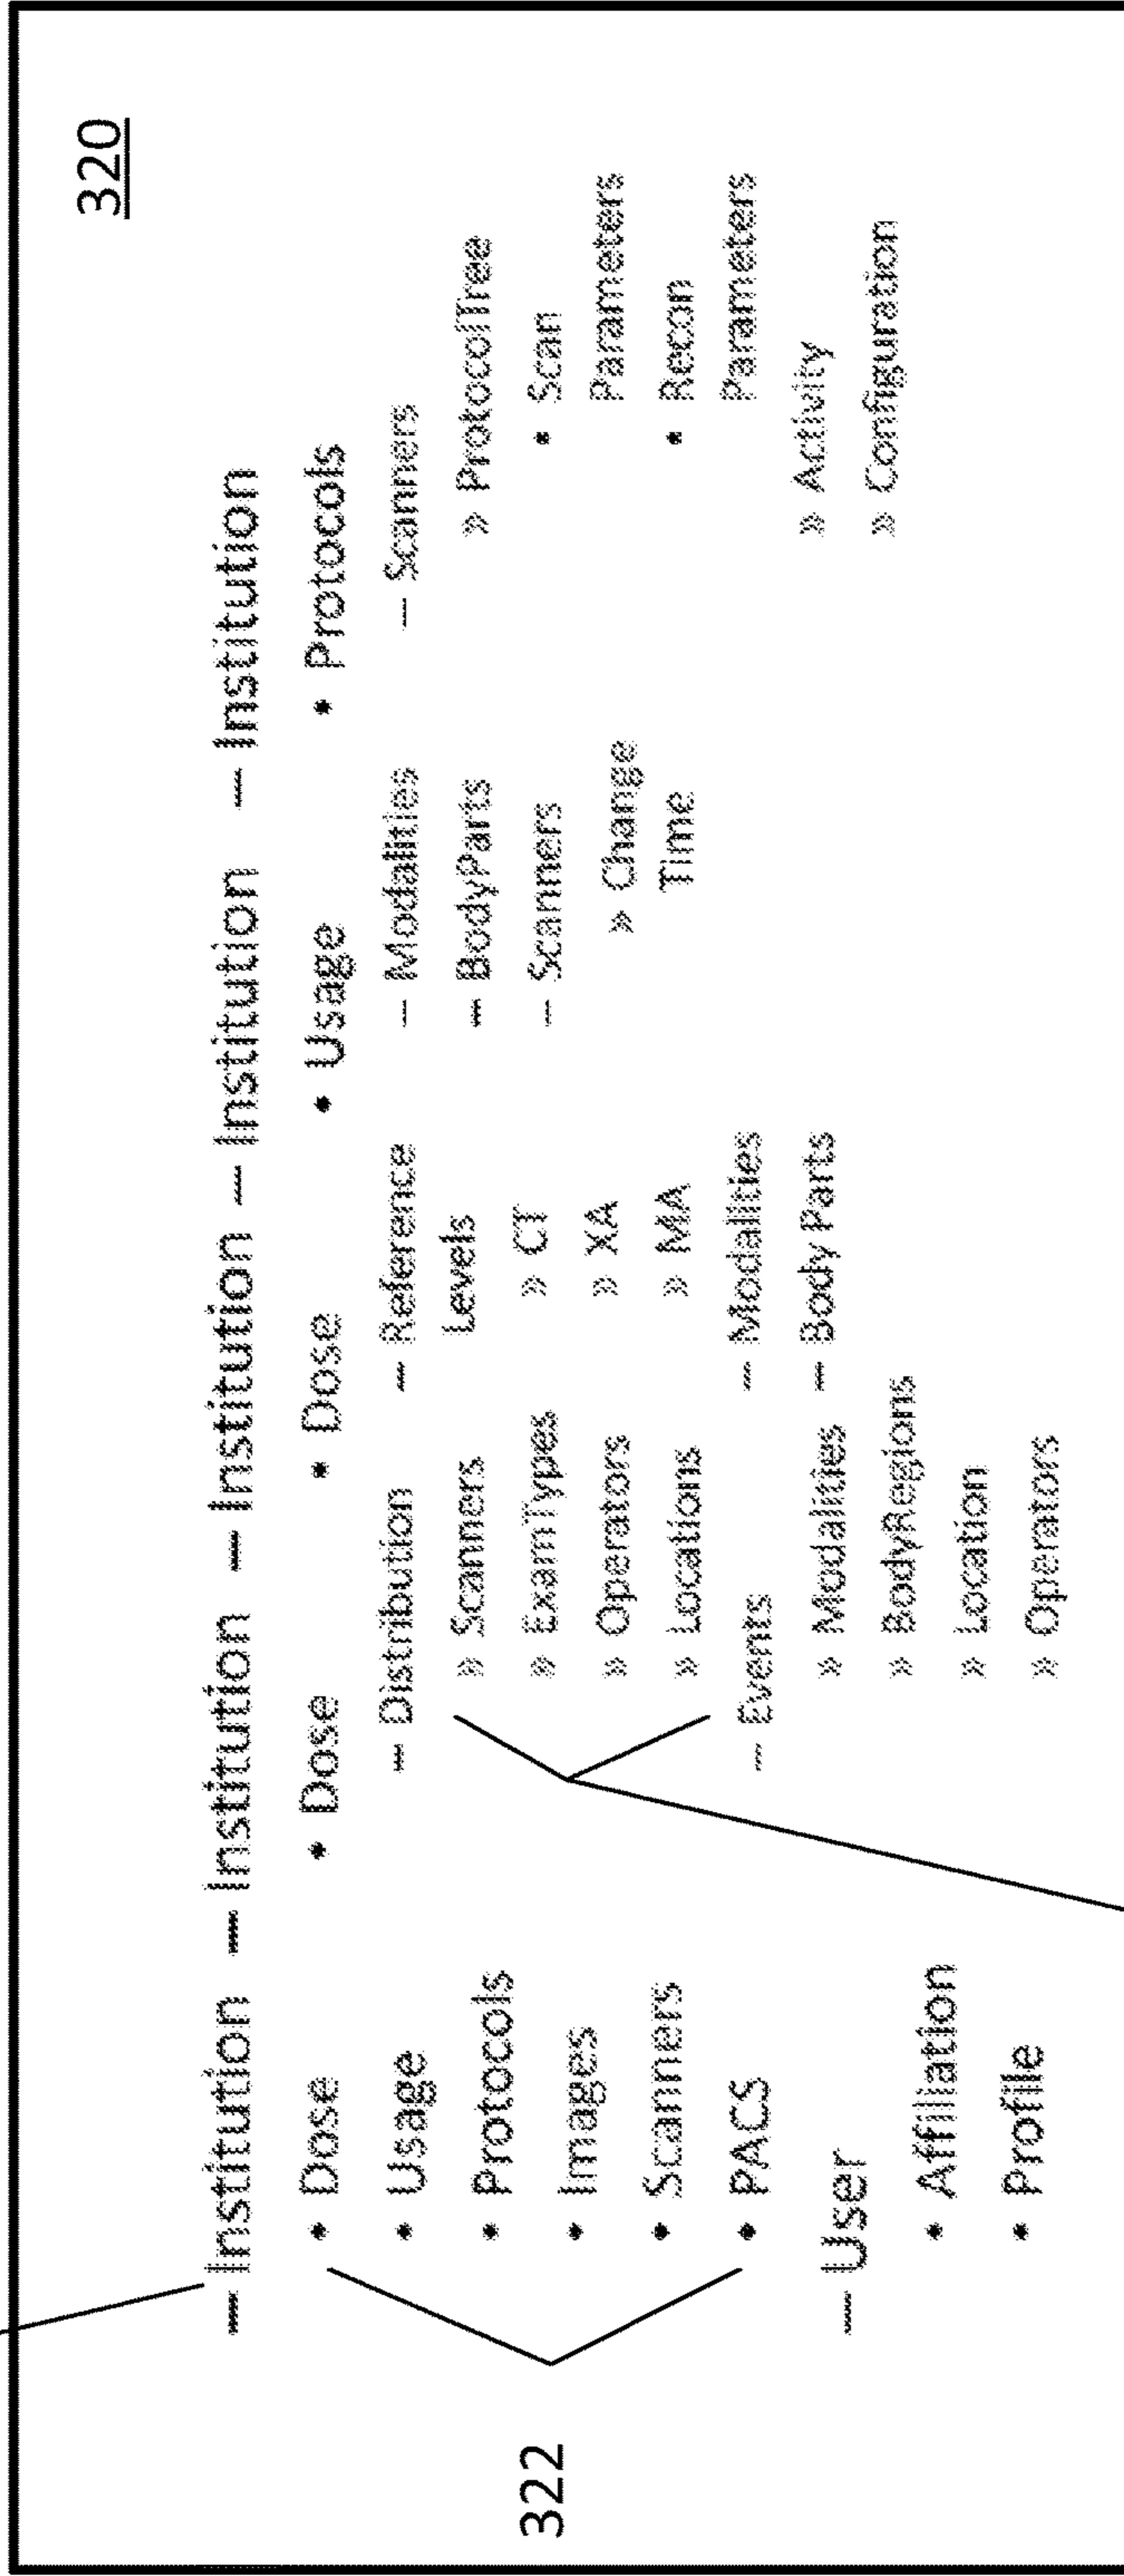 320
– Institution – Institution – Institution – Institution – Institution
• Dose
• Usage
• Protocols
• Images
• Scanners
• PACS
– User
• Affiliation
• Profile
322
• Dose
– Distribution
» Scanners
» ExamTypes
» Operators
» Locations
– Events
» Modalities
» BodyRegions
» Location
» Operators
• Dose
– Reference
Levels
» CT
» XA
» MA
– Modalities
– Body Parts
• Usage
– Modalities
– BodyParts
– Scanners
» Change
Time
• Protocols
– Scanners
» ProtocolTree
• Scan
Parameters
• Recon
Parameters
» Activity
» Configuration